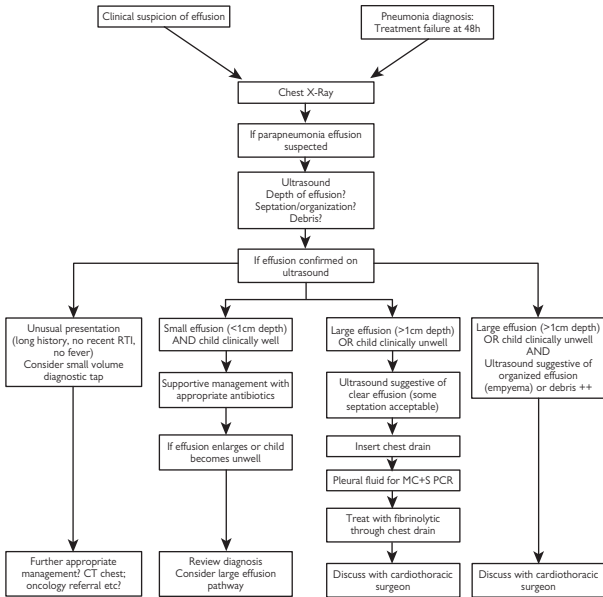 Clinical suspicion of effusion
Pneumonia diagnosis:
Treatment failure at 48h
Chest X-Ray
If parapneumonia effusion
suspected
Ultrasound
Depth of effusion?
Septation/organization?
Debris?
If effusion confirmed on
ultrasound
Unusual presentation
(long history, no recent RTI,
no fever)
Consider small volume
diagnostic tap
Further appropriate
management? CT chest;
oncology referral etc?
Small effusion (<1cm depth)
AND child clinically well
Supportive management with
appropriate antibiotics
If effusion enlarges or child
becomes unwell
Review diagnosis
Consider large effusion
pathway
Large effusion (>1cm depth)
OR child clinically unwell
Ultrasound suggestive of
clear effusion (some
septation acceptable)
Insert chest drain
Pleural fluid for MC+S PCR
Treat with fibrinolytic
through chest drain
Discuss with cardiothoracic
surgeon
Large effusion (>1cm depth)
OR child clinically unwell
AND
Ultrasound suggestive of
organized effusion
(empyema) or debris ++
Discuss with cardiothoracic
surgeon